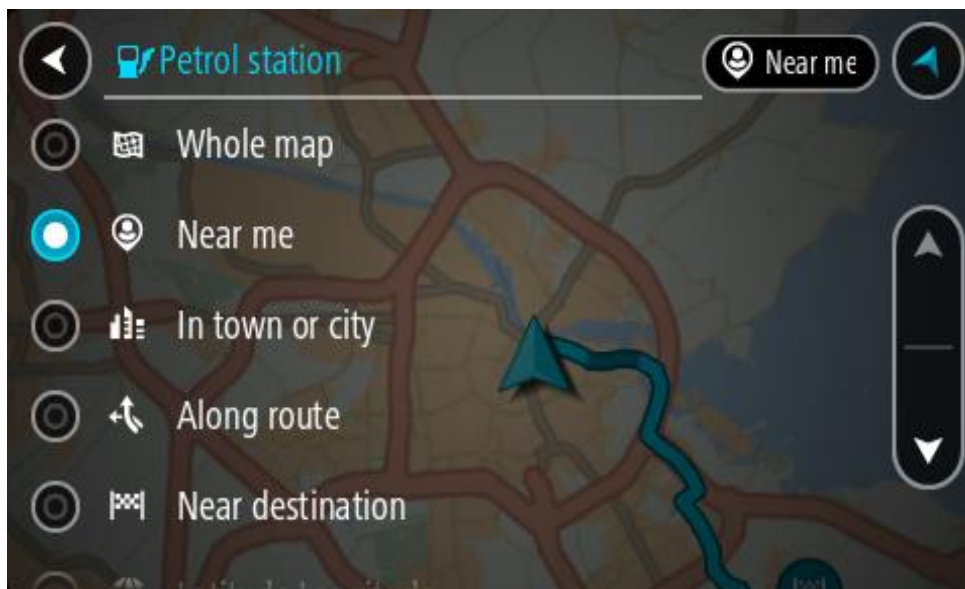 Petrol station
Near me
Whole map
Near me
In town or city
Along route
Near destination